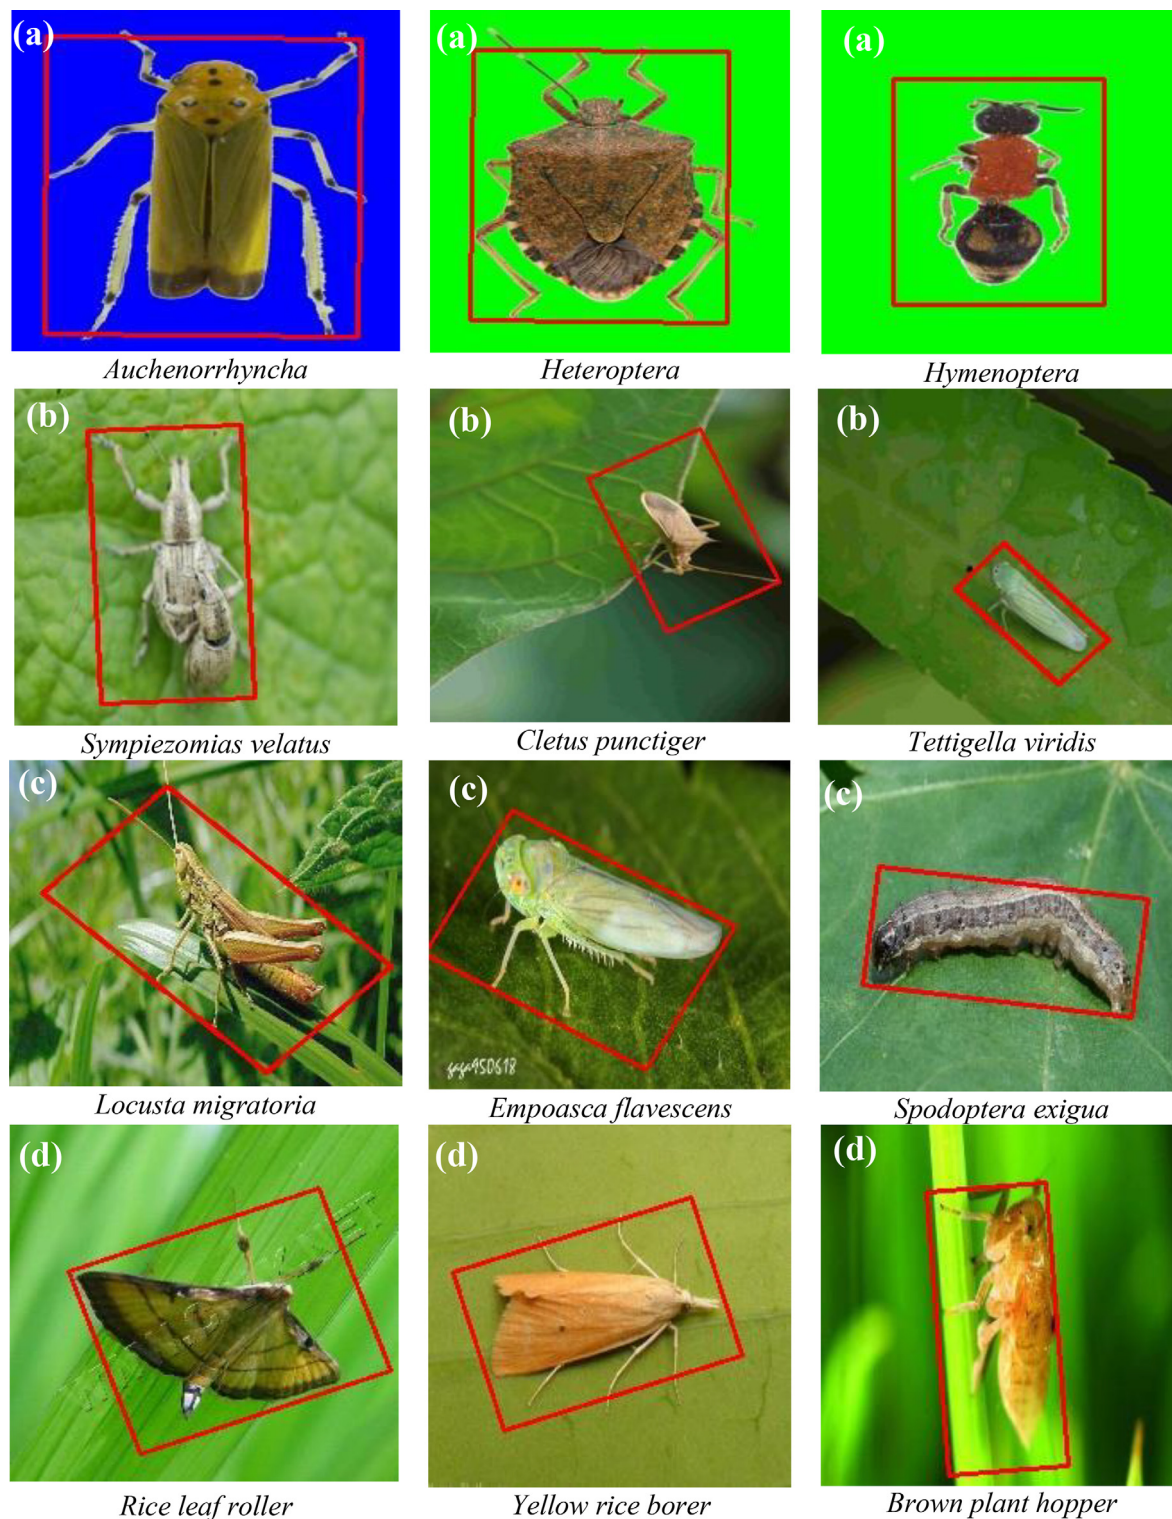 (a)
(a)
(a)
Auchenorrhyncha
Heteroptera
Hymenoptera
(b)
(b)
(b)
Sympiezomias velatus
Cletus punctiger
Tettigella viridis
(c)
(c)
(c)
gaga950618
Locusta migratoria
Empoasca flavescens
Spodoptera exigua
(d)
(d)
(d)
Rice leaf roller
Yellow rice borer
Brown plant hopper